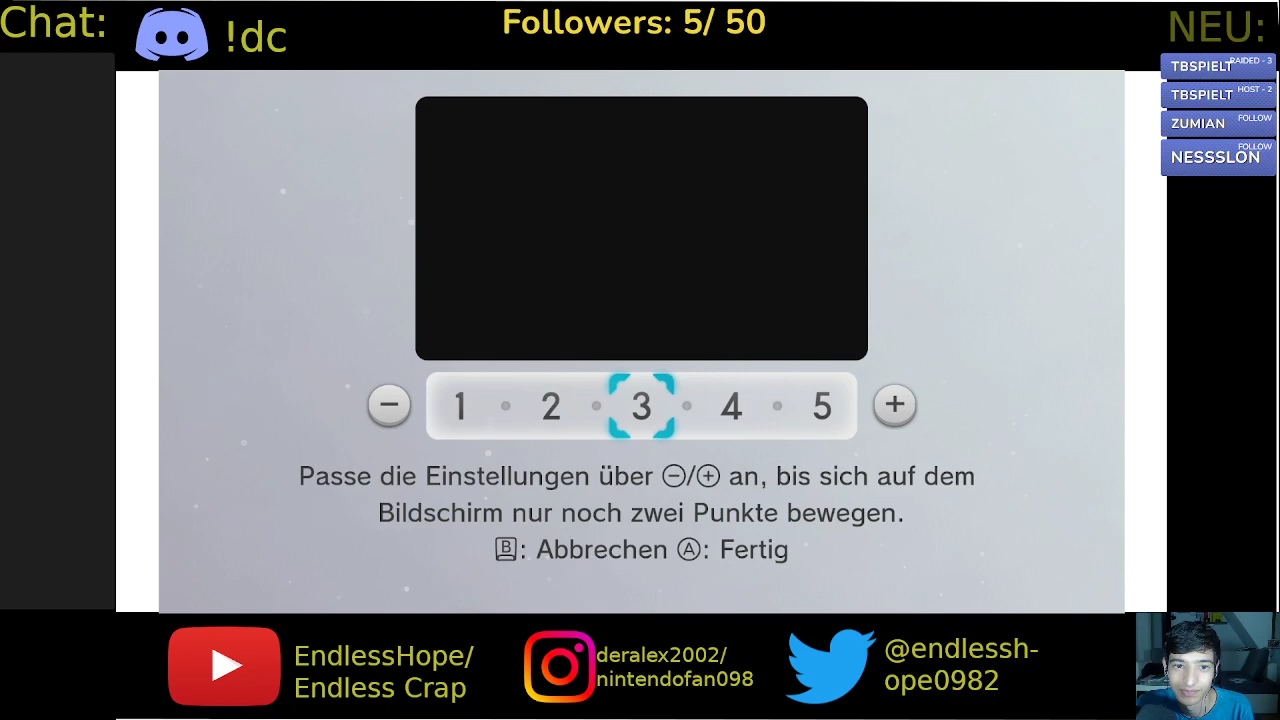 Chat:
!dc
Followers: 5/ 50
NEU:
TBSPIELT RAIDED - 3
TBSPIELT HOST - 2
ZUMIAN FOLLOW
NESSSLON FOLLOW
− 1 2 3 4 5 +
Passe die Einstellungen über ⊖/⊕ an, bis sich auf dem
Bildschirm nur noch zwei Punkte bewegen.
B: Abbrechen Ⓐ: Fertig
EndlessHope/
Endless Crap
deralex2002/
nintendofan098
@endlessh-
ope0982